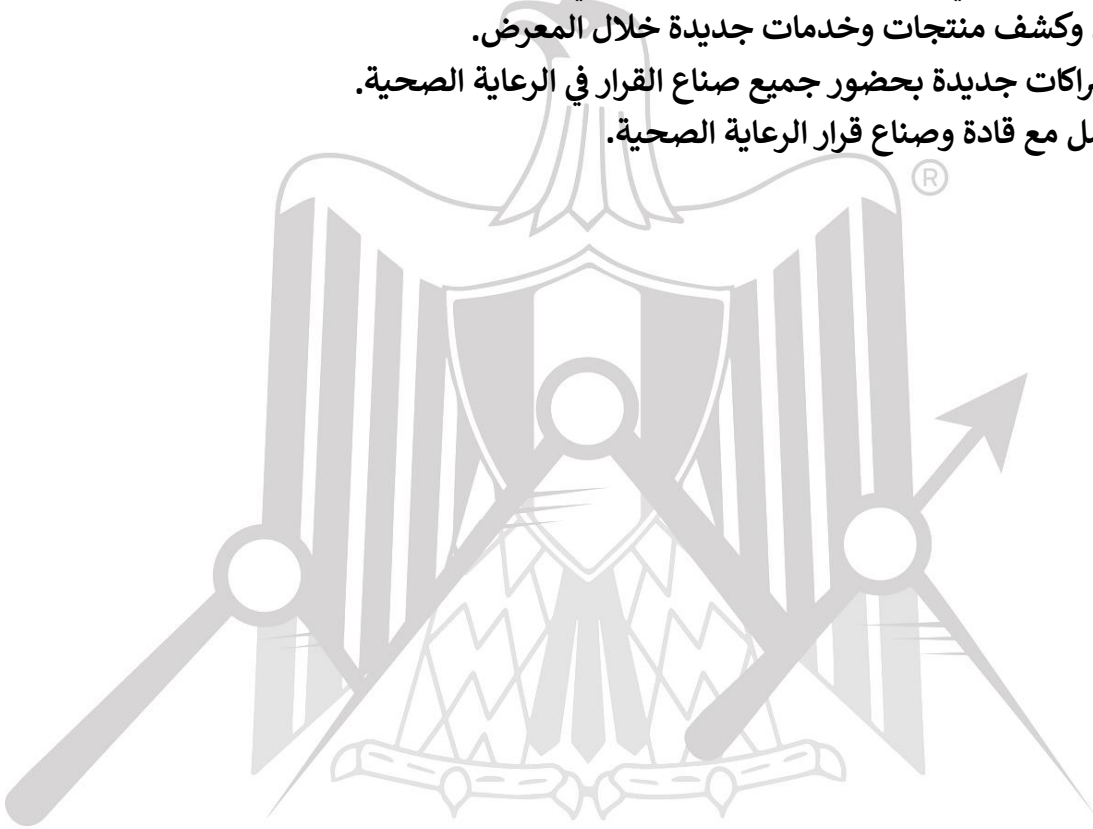 وكشف منتجات وخدمات جديدة خلال المعرض.
جديدة بحضور جميع صناع القرار في الرعاية الصحية.
مع قادة وصناع قرار الرعاية الصحية.
®